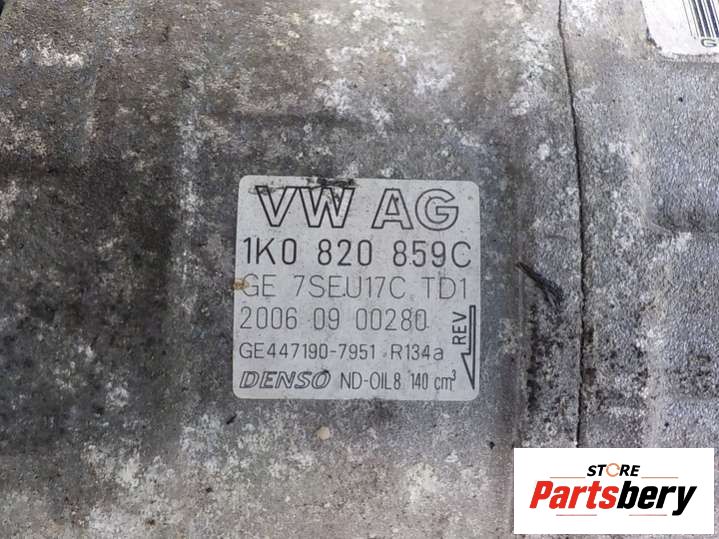 VW AG
1K0 820 859C
GE 7SEU17C TD1
2006 09 00280
REV
GE447190-7951 R134a
DENSO ND-OIL8 140 cm³
G
STORE
Partsbery